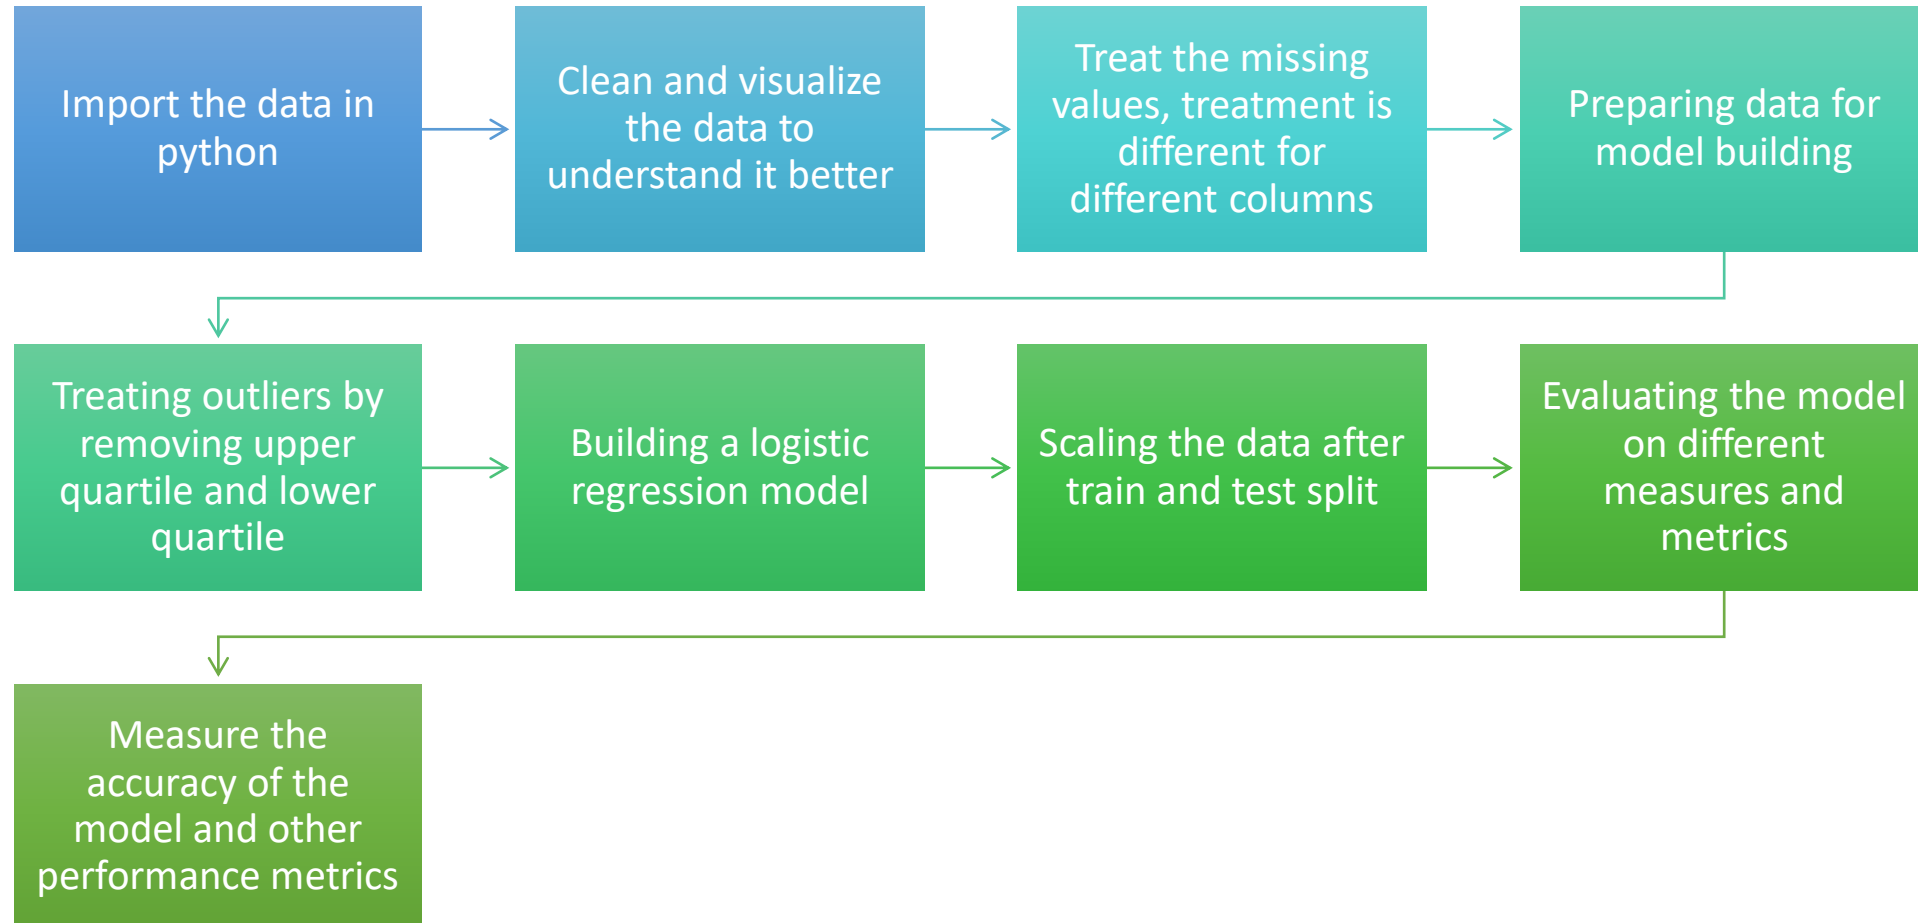 Import the data in
python
Clean and visualize
the data to
understand it better
Treat the missing
values, treatment is
different for
different columns
Preparing data for
model building
Treating outliers by
removing upper
quartile and lower
quartile
Building a logistic
regression model
Scaling the data after
train and test split
Evaluating the model
on different
measures and
metrics
Measure the
accuracy of the
model and other
performance metrics